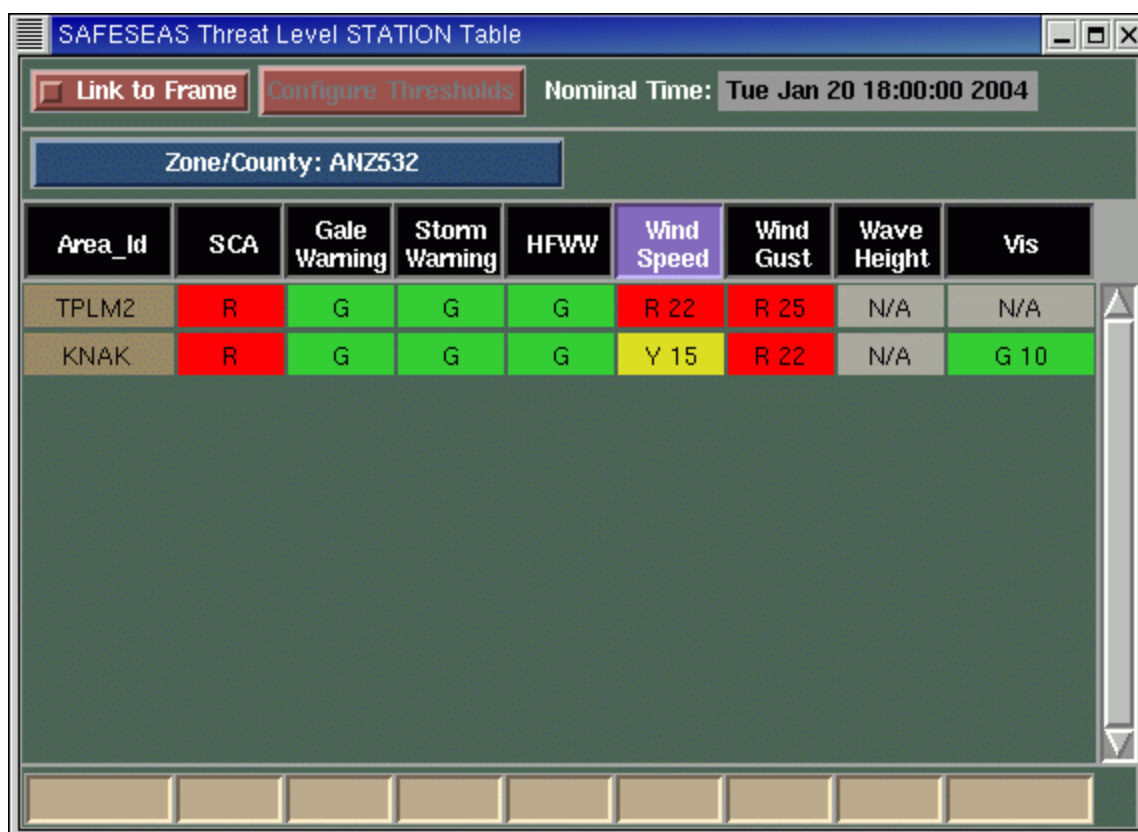 SAFESEAS Threat Level STATION Table
Link to Frame Configure Thresholds Nominal Time: Tue Jan 20 18:00:00 2004
Zone/County: ANZ532
Area_Id SCA Gale Warning Storm Warning HFWW Wind Speed Wind Gust Wave Height Vis
TPLM2 R G G G R 22 R 25 N/A N/A
KNAK R G G G Y 15 R 22 N/A G 10